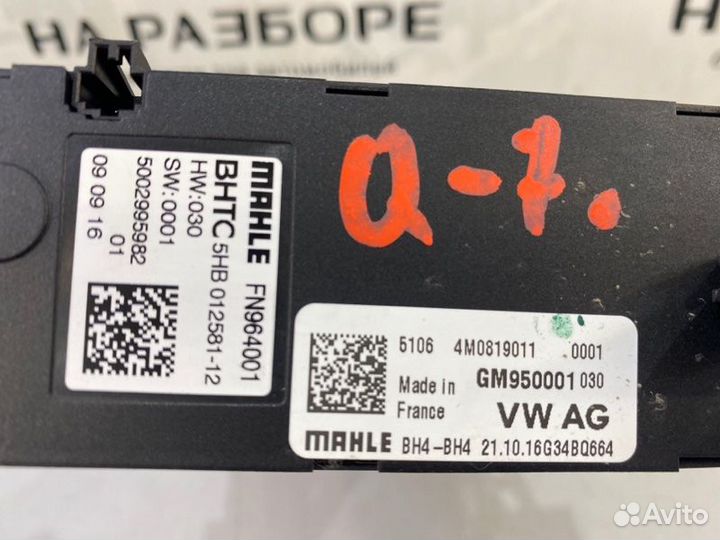 НА РАЗБОРЕ
MAHLE FN964001
BHTC 5HB 012581-12
HW:030
SW:0001
5002995982
01
09 09 16
a-7.
5106 4M0819011 0001
Made in GM950001 030
France VW AG
MAHLE BH4-BH4 21.10.16G34BQ664
Avito